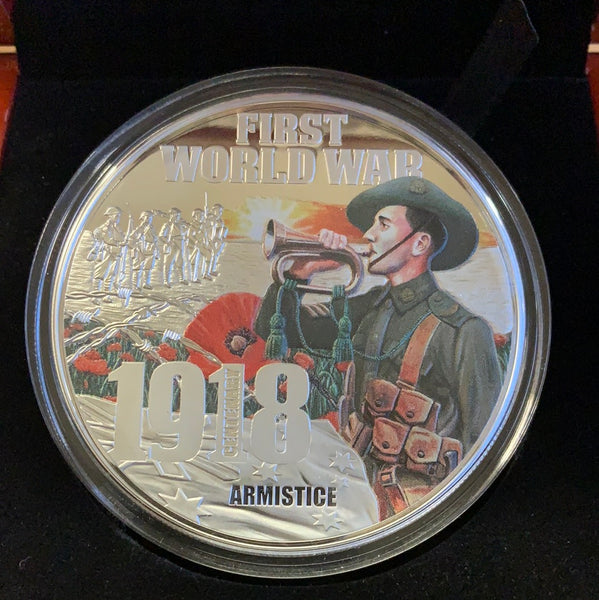 FIRST
WORLD WAR
1918
CENTENARY
ARMISTICE